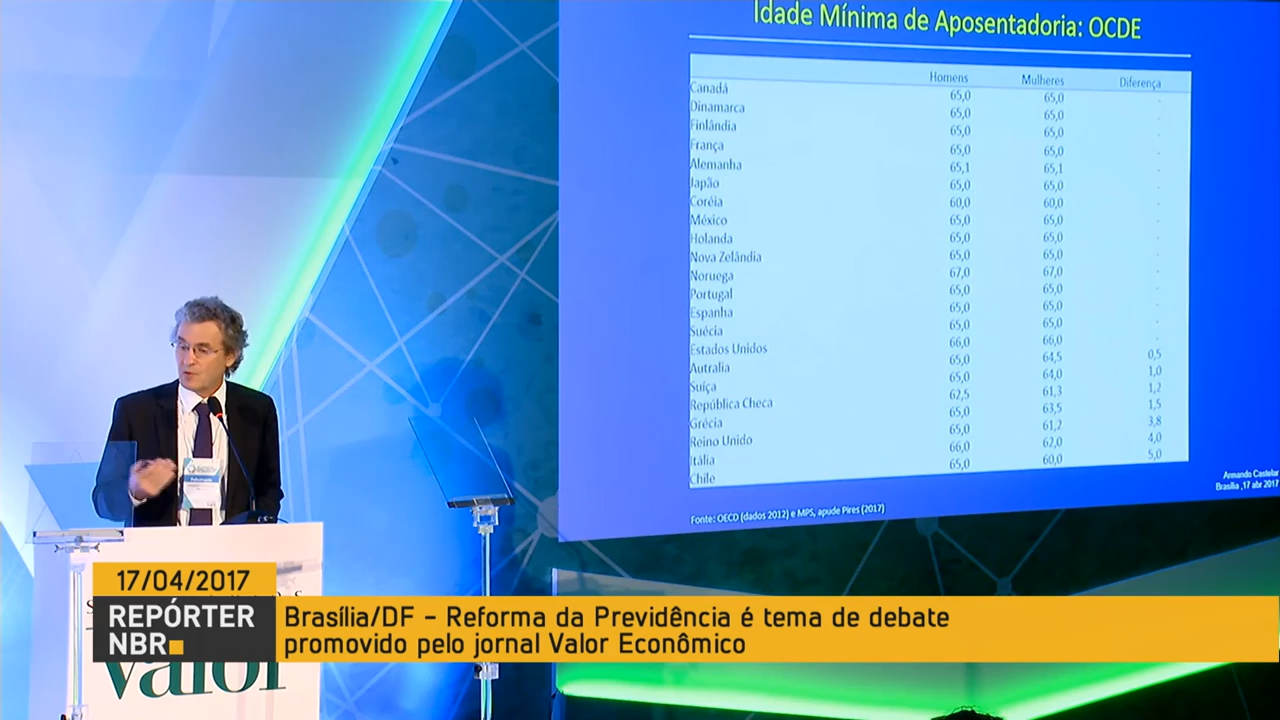 Idade Mínima de Aposentadoria: OCDE
Homens Mulheres Diferença
Canadá 65,0 65,0 -
Dinamarca 65,0 65,0 -
Finlândia 65,0 65,0 -
França 65,0 65,0 -
Alemanha 65,1 65,1 -
Japão 65,0 65,0 -
Coréia 60,0 60,0 -
México 65,0 65,0 -
Holanda 65,0 65,0 -
Nova Zelândia 65,0 65,0 -
Noruega 67,0 67,0 -
Portugal 65,0 65,0 -
Espanha 65,0 65,0 -
Suécia 65,0 65,0 -
Estados Unidos 66,0 66,0 -
Autralia 65,0 64,5 0,5
Suíça 65,0 64,0 1,0
República Checa 62,5 61,3 1,2
Grécia 65,0 63,5 1,5
Reino Unido 65,0 61,2 3,8
Itália 66,0 62,0 4,0
Chile 65,0 60,0 5,0
Armando Castelar
Brasília ,17 abr 2017
Fonte: OECD (dados 2012) e MPS, apude Pires (2017)
17/04/2017
REPÓRTER
NBR
Brasília/DF - Reforma da Previdência é tema de debate
promovido pelo jornal Valor Econômico
Valor